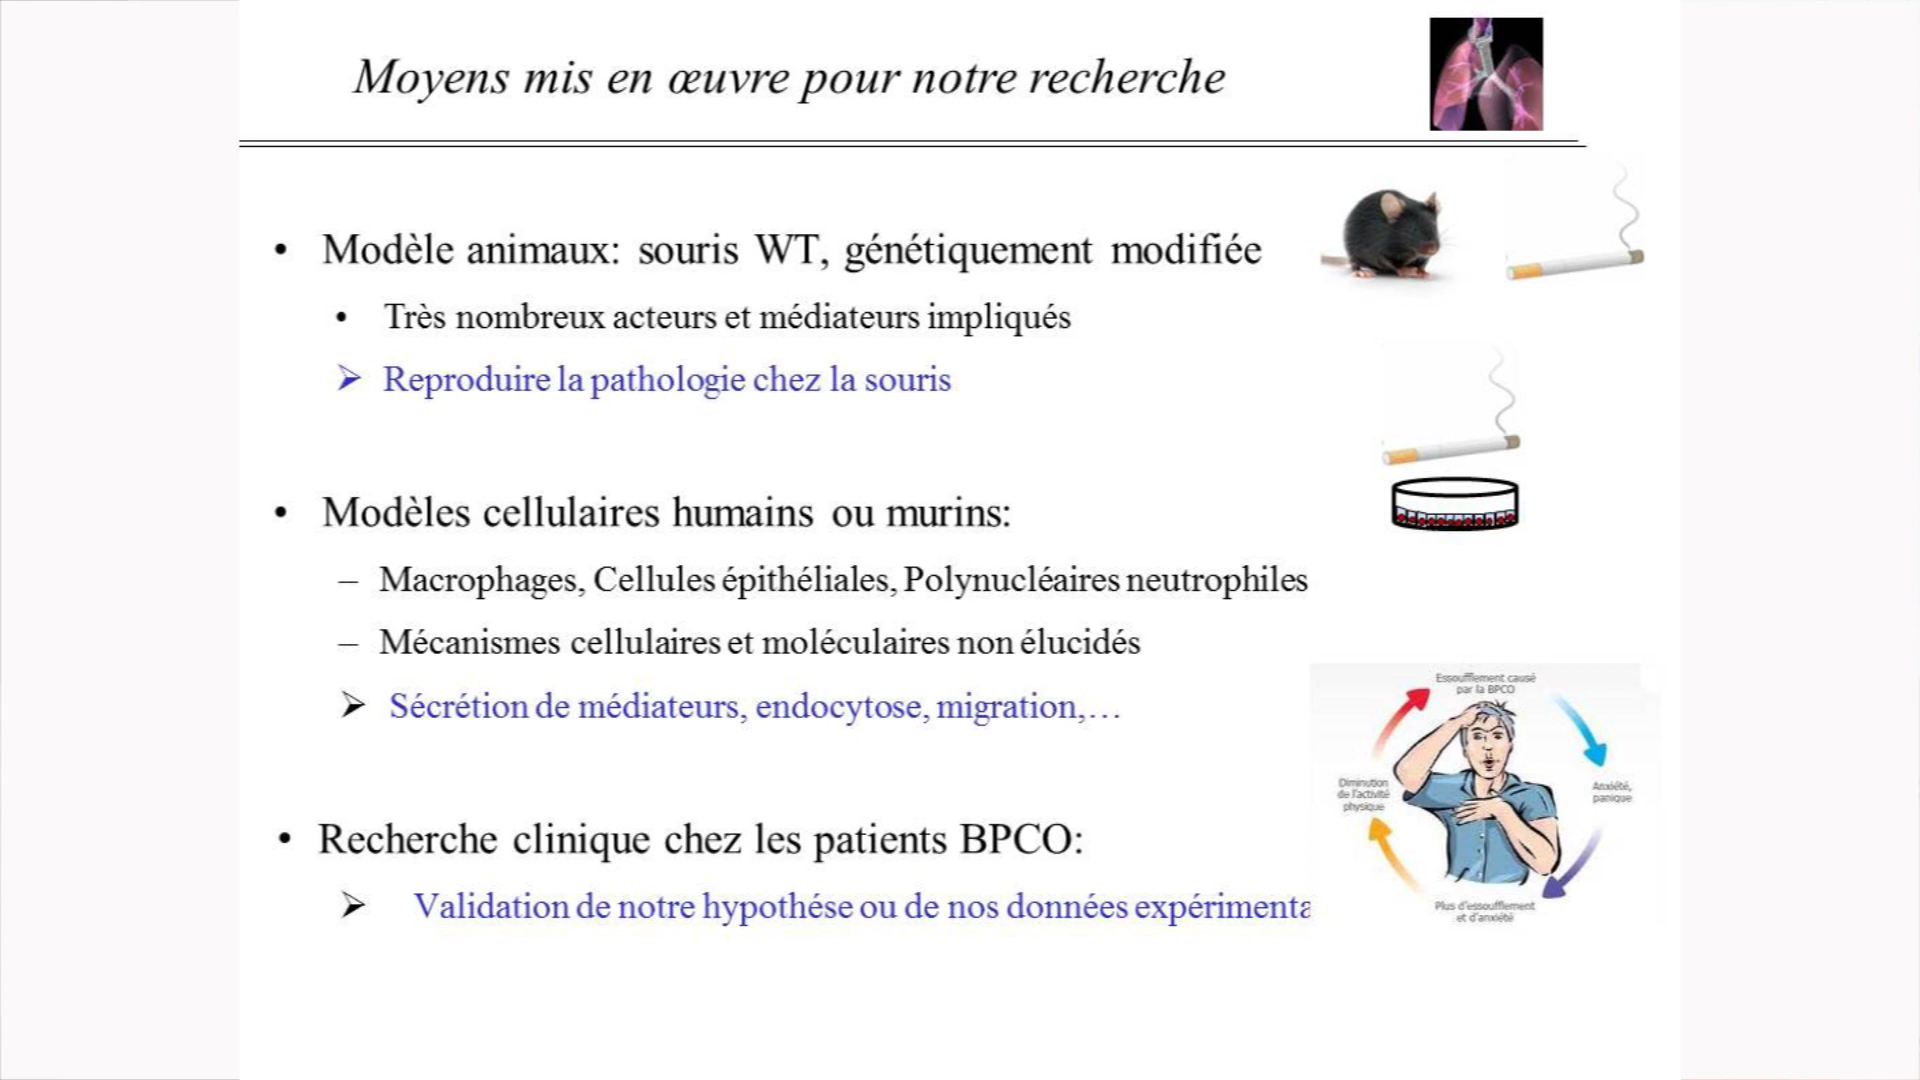 Moyens mis en œuvre pour notre recherche
• Modèle animaux: souris WT, génétiquement modifiée
• Très nombreux acteurs et médiateurs impliqués
➢ Reproduire la pathologie chez la souris
• Modèles cellulaires humains ou murins:
– Macrophages, Cellules épithéliales, Polynucléaires neutrophiles
– Mécanismes cellulaires et moléculaires non élucidés
➢ Sécrétion de médiateurs, endocytose, migration,…
• Recherche clinique chez les patients BPCO:
➢ Validation de notre hypothése ou de nos données expérimenta
Essoufflement causé
par la BPCO
Anxiété,
panique
Plus d'essoufflement
et d'anxiété
Diminution
de l'activité
physique